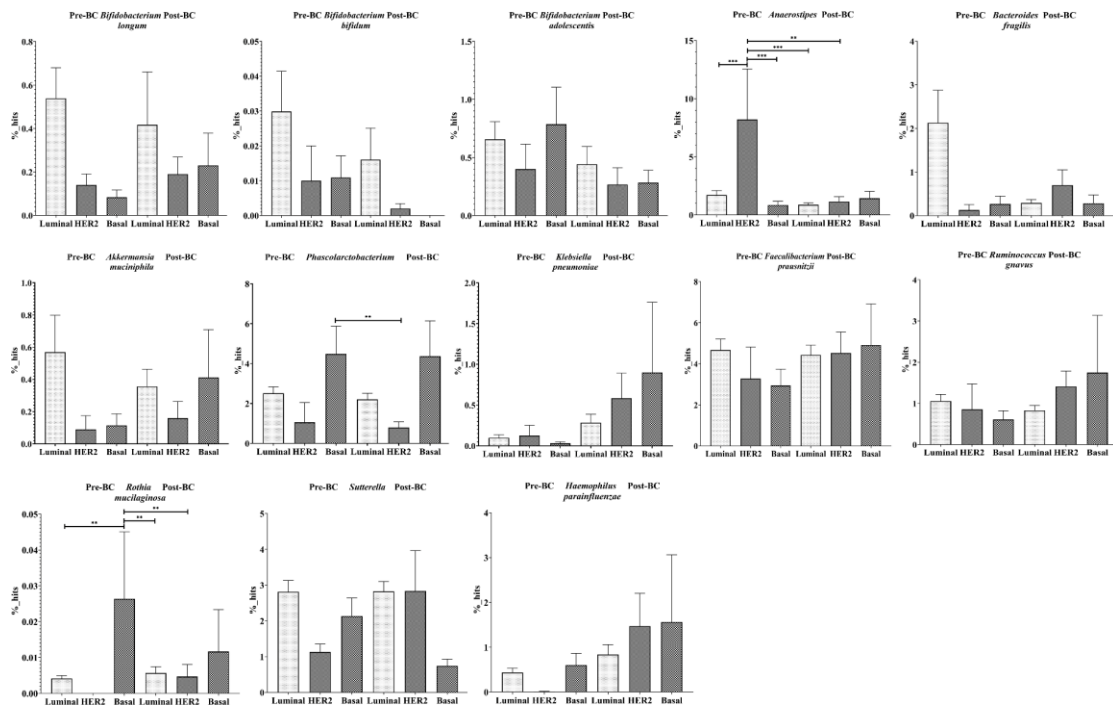 Pre-BC Bifidobacterium Post-BC
longum
%_hits
0.8
0.6
0.4
0.2
0.0
Luminal HER2 Basal Luminal HER2 Basal
Pre-BC Bifidobacterium Post-BC
bifidum
%_hits
0.05
0.04
0.03
0.02
0.01
0.00
Luminal HER2 Basal Luminal HER2 Basal
Pre-BC Bifidobacterium Post-BC
adolescentis
%_hits
1.5
1.0
0.5
0.0
Luminal HER2 Basal Luminal HER2 Basal
Pre-BC Anaerostipes Post-BC
%_hits
15
10
5
0
**
***
*** ***
Luminal HER2 Basal Luminal HER2 Basal
Pre-BC Bacteroides Post-BC
fragilis
%_hits
4
3
2
1
0
Luminal HER2 Basal Luminal HER2 Basal
Pre-BC Akkermansia Post-BC
muciniphila
%_hits
1.0
0.8
0.6
0.4
0.2
0.0
Luminal HER2 Basal Luminal HER2 Basal
Pre-BC Phascolarctobacterium Post-BC
%_hits
8
6
4
2
0
**
Luminal HER2 Basal Luminal HER2 Basal
Pre-BC Klebsiella Post-BC
pneumoniae
%_hits
2.0
1.5
1.0
0.5
0.0
Luminal HER2 Basal Luminal HER2 Basal
Pre-BC Faecalibacterium Post-BC
prausnitzii
%_hits
8
6
4
2
0
Luminal HER2 Basal Luminal HER2 Basal
Pre-BC Ruminococcus Post-BC
gnavus
%_hits
4
3
2
1
0
Luminal HER2 Basal Luminal HER2 Basal
Pre-BC Rothia Post-BC
mucilaginosa
%_hits
0.05
0.04
0.03
0.02
0.01
0.00
**
** **
Luminal HER2 Basal Luminal HER2 Basal
Pre-BC Sutterella Post-BC
%_hits
5
4
3
2
1
0
Luminal HER2 Basal Luminal HER2 Basal
Pre-BC Haemophilus Post-BC
parainfluenzae
%_hits
4
3
2
1
0
Luminal HER2 Basal Luminal HER2 Basal